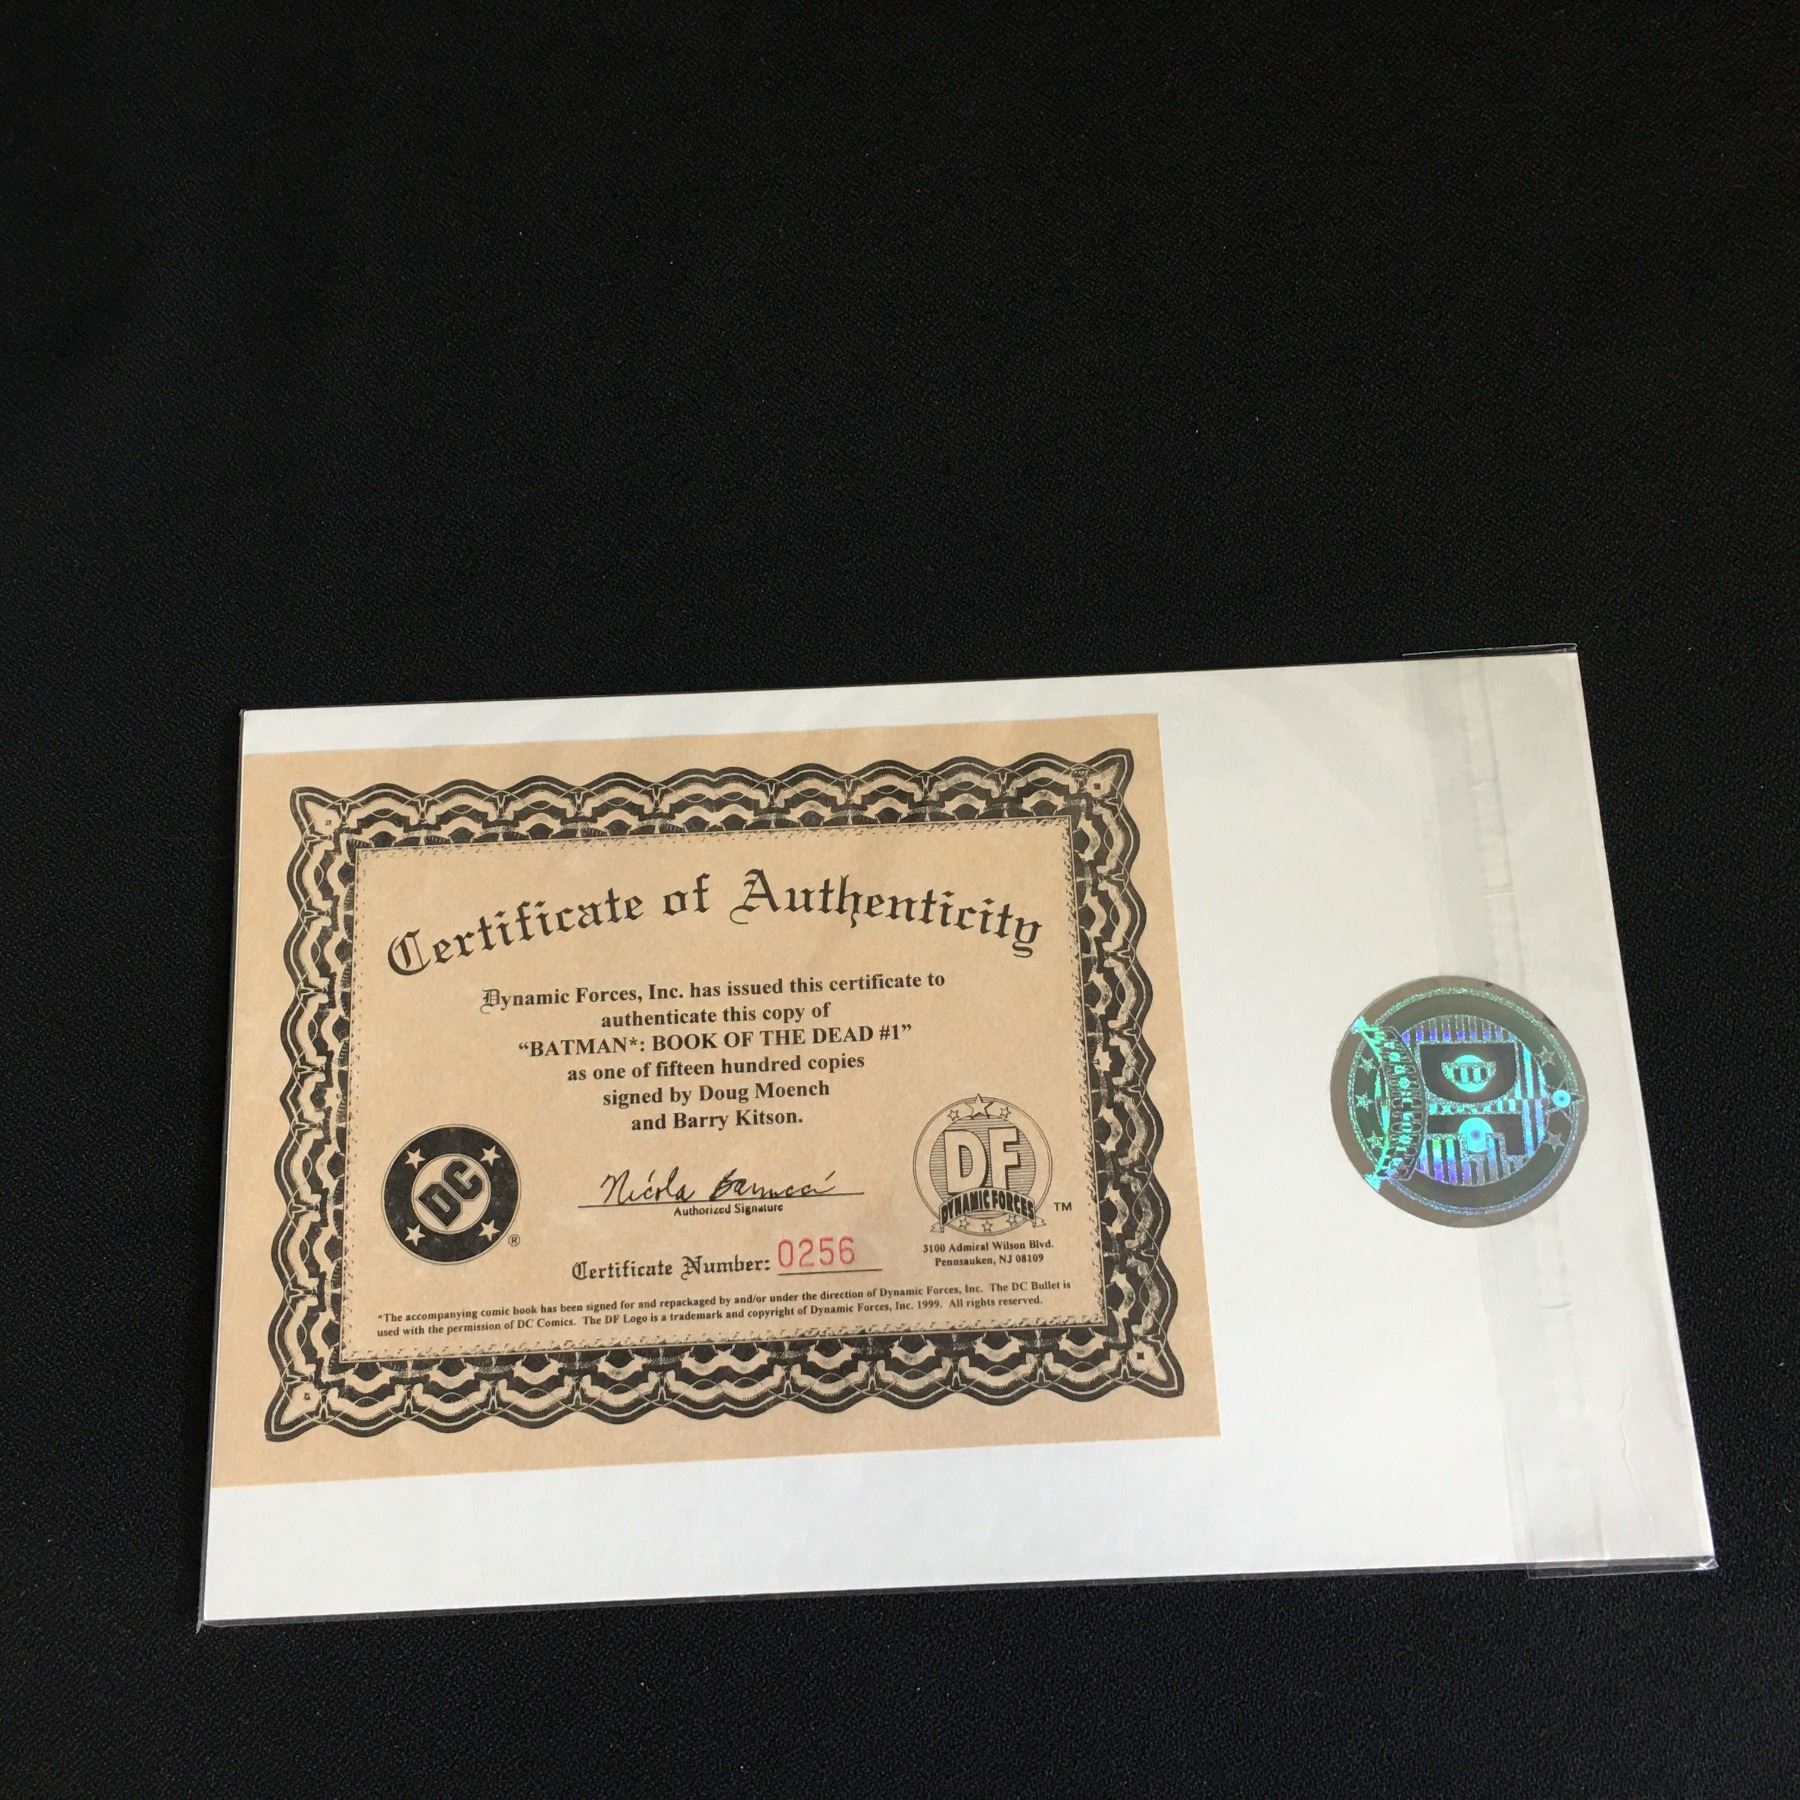 Certificate of Authenticity
Dynamic Forces, Inc. has issued this certificate to
authenticate this copy of
“BATMAN*: BOOK OF THE DEAD #1”
as one of fifteen hundred copies
signed by Doug Moench
and Barry Kitson.
DC
®
Nicola Barrucci
Authorized Signature
Certificate Number: 0256
DF
DYNAMIC FORCES
TM
3100 Admiral Wilson Blvd.
Pennsauken, NJ 08109
*The accompanying comic book has been signed for and repackaged by and/or under the direction of Dynamic Forces, Inc. The DC Bullet is
used with the permission of DC Comics. The DF Logo is a trademark and copyright of Dynamic Forces, Inc. 1999. All rights reserved.
DF